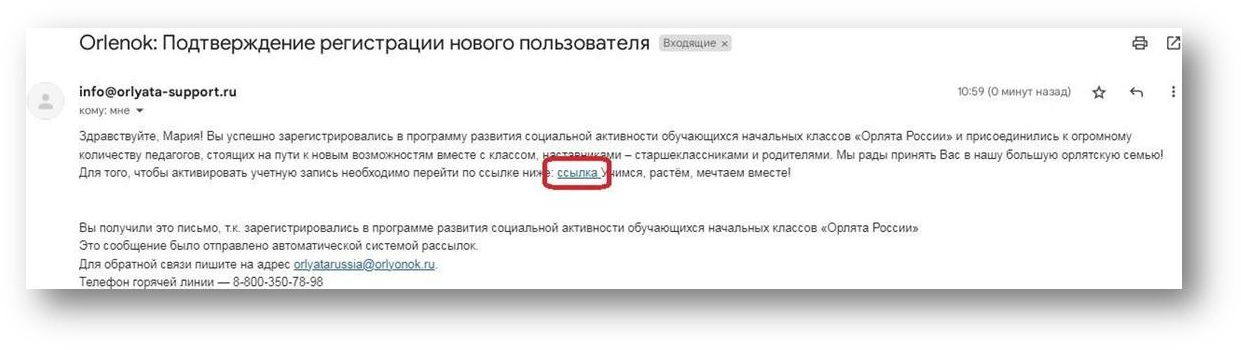 Orlenok: Подтверждение регистрации нового пользователя Входящие ×
info@orlyata-support.ru 10:59 (0 минут назад)
кому: мне
Здравствуйте, Мария! Вы успешно зарегистрировались в программу развития социальной активности обучающихся начальных классов «Орлята России» и присоединились к огромному
количеству педагогов, стоящих на пути к новым возможностям вместе с классом, наставниками – старшеклассниками и родителями. Мы рады принять Вас в нашу большую орлятскую семью!
Для того, чтобы активировать учетную запись необходимо перейти по ссылке ниже: ссылка Учимся, растём, мечтаем вместе!
Вы получили это письмо, т.к. зарегистрировались в программе развития социальной активности обучающихся начальных классов «Орлята России»
Это сообщение было отправлено автоматической системой рассылок.
Для обратной связи пишите на адрес orlyatarussia@orlyonok.ru.
Телефон горячей линии — 8-800-350-78-98